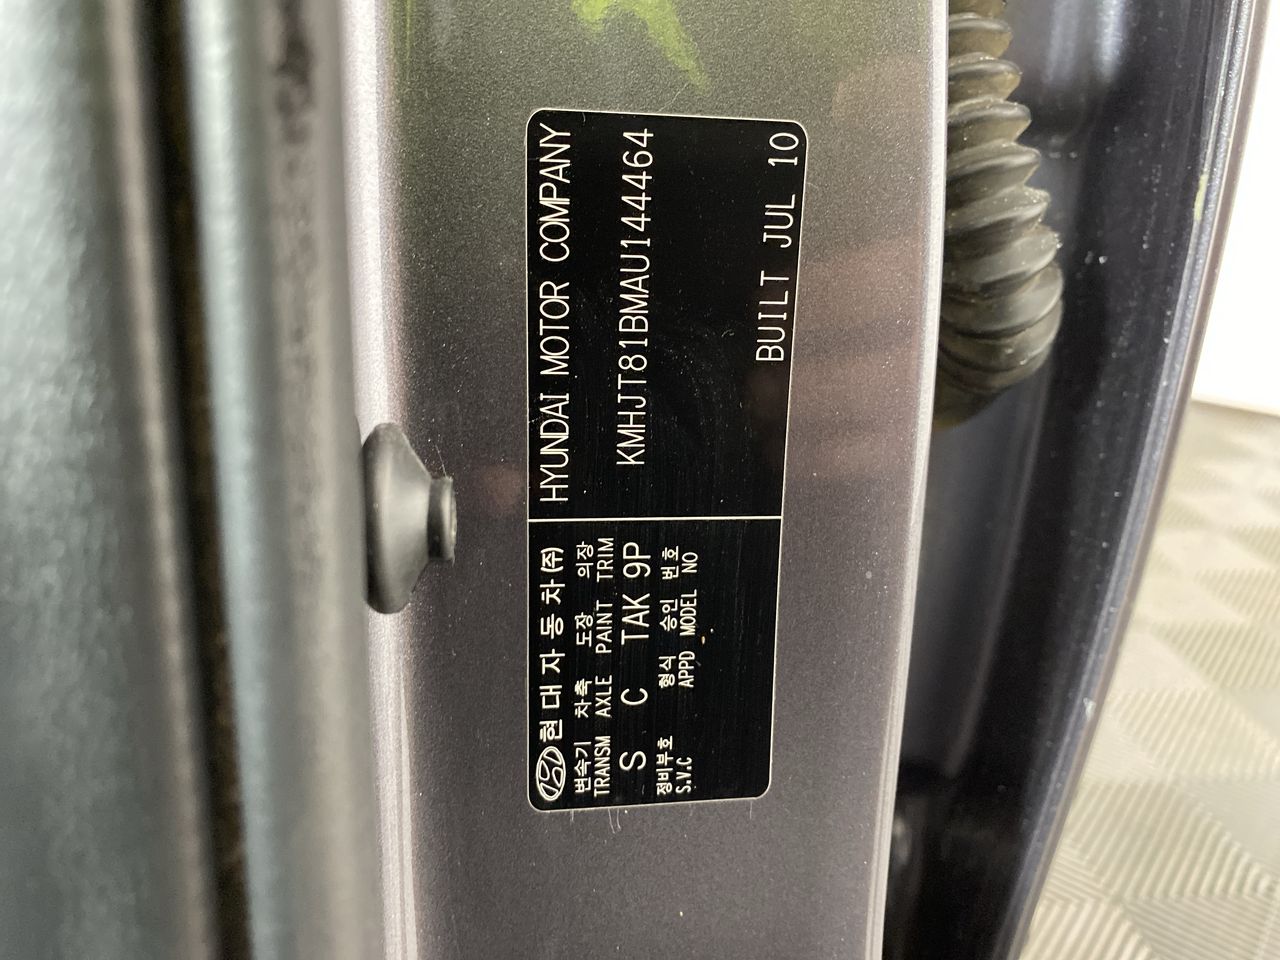 현대자동차(주)
변속기 차축 도장 의장
TRANSM AXLE PAINT TRIM
S C TAK 9P
정비부호 형식 승인 번호
S.V.C APPD MODEL NO
HYUNDAI MOTOR COMPANY
KMHJT81BMAU144464
BUILT JUL 10